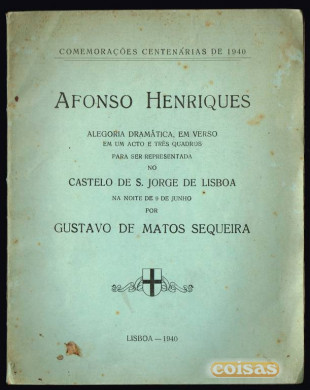 COMEMORAÇÕES CENTENÁRIAS DE 1940
AFONSO HENRIQUES
ALEGORIA DRAMÁTICA, EM VERSO
EM UM ACTO E TRÊS QUADROS
PARA SER REPRESENTADA
NO
CASTELO DE S. JORGE DE LISBOA
NA NOITE DE 9 DE JUNHO
POR
GUSTAVO DE MATOS SEQUEIRA
LISBOA — 1940
coisas